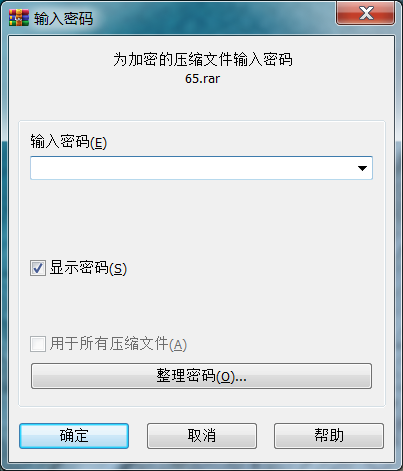 输入密码
为加密的压缩文件输入密码
65.rar
输入密码(E)
显示密码(S)
用于所有压缩文件(A)
整理密码(O)...
确定 取消 帮助